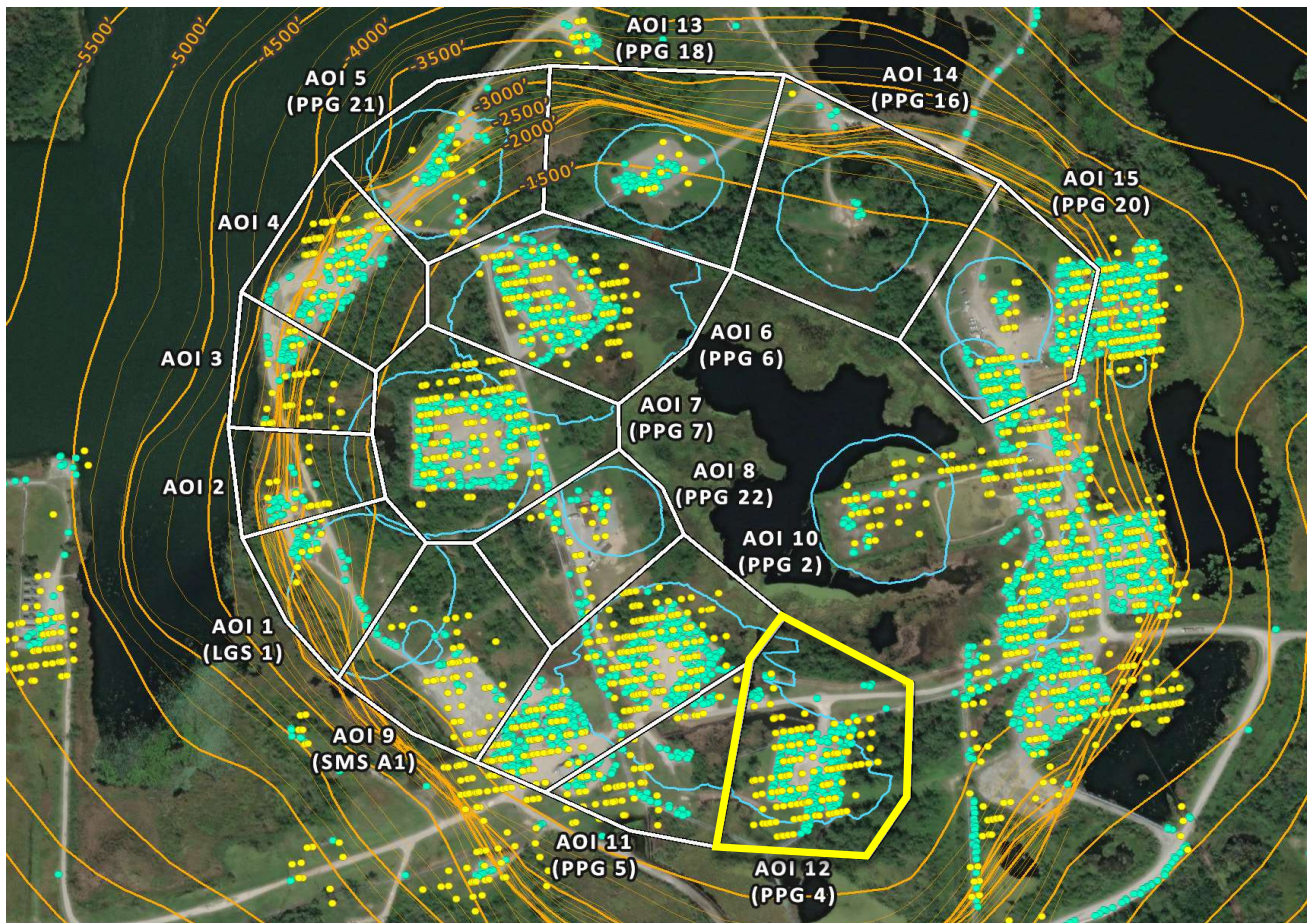 -5500'
-5000'
-4500'
-4000'
-3500'
-3000'
-2500'
-2000'
-1500'
AOI 13
(PPG 18)
AOI 14
(PPG 16)
AOI 5
(PPG 21)
AOI 15
(PPG 20)
AOI 4
AOI 3
AOI 6
(PPG 6)
AOI 7
(PPG 7)
AOI 2
AOI 8
(PPG 22)
AOI 10
(PPG 2)
AOI 1
(LGS 1)
AOI 9
(SMS A1)
AOI 11
(PPG 5)
AOI 12
(PPG 4)